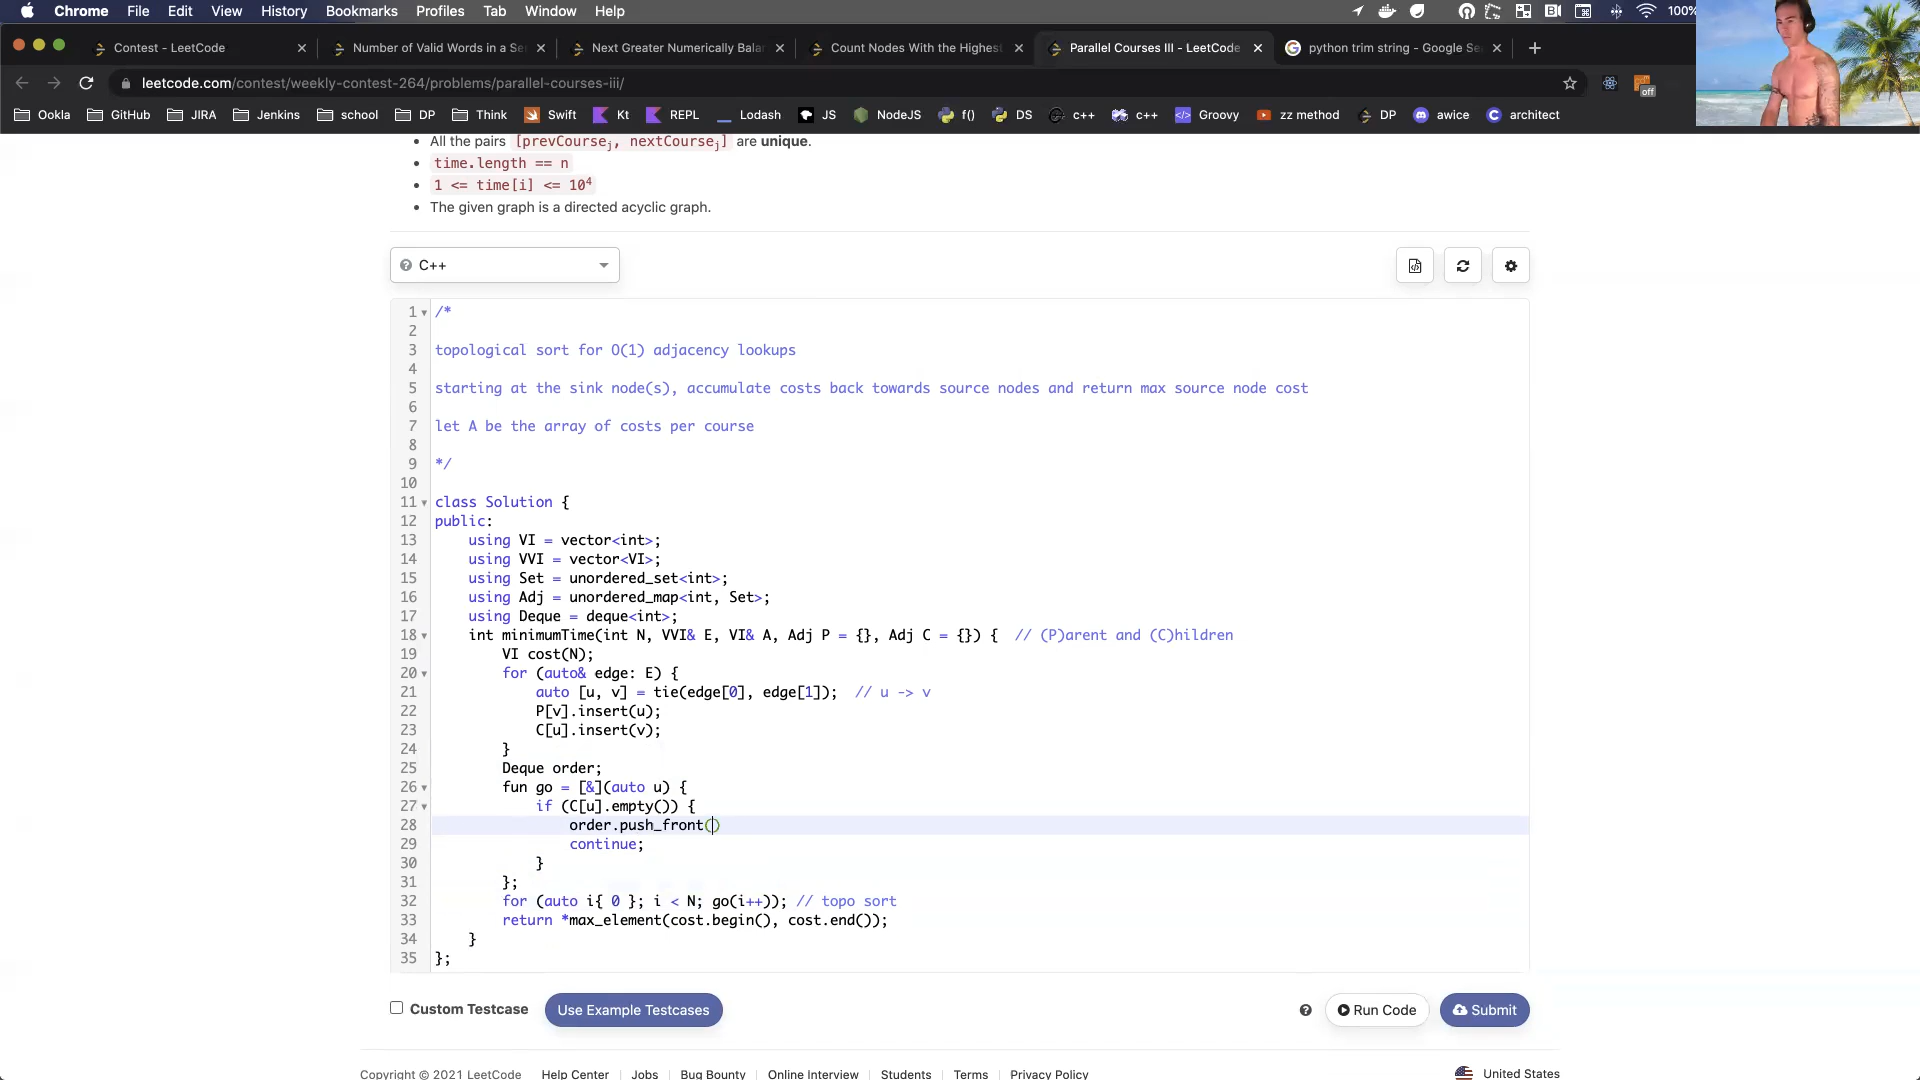 Chrome File Edit View History Bookmarks Profiles Tab Window Help 100%
Contest - LeetCode
Number of Valid Words in a Se
Next Greater Numerically Bala
Count Nodes With the Highest
Parallel Courses III - LeetCode
python trim string - Google Se
leetcode.com/contest/weekly-contest-264/problems/parallel-courses-iii/
off
Ookla GitHub JIRA Jenkins school DP Think Swift Kt REPL Lodash JS NodeJS f() DS c++ c++ Groovy zz method DP awice architect
All the pairs [prevCoursej, nextCoursej] are unique.
time.length == n
1 <= time[i] <= 10⁴
The given graph is a directed acyclic graph.
C++
1 /*
2
3 topological sort for O(1) adjacency lookups
4
5 starting at the sink node(s), accumulate costs back towards source nodes and return max source node cost
6
7 let A be the array of costs per course
8
9 */
10
11 class Solution {
12 public:
13     using VI = vector<int>;
14     using VVI = vector<VI>;
15     using Set = unordered_set<int>;
16     using Adj = unordered_map<int, Set>;
17     using Deque = deque<int>;
18     int minimumTime(int N, VVI& E, VI& A, Adj P = {}, Adj C = {}) {  // (P)arent and (C)hildren
19         VI cost(N);
20         for (auto& edge: E) {
21             auto [u, v] = tie(edge[0], edge[1]);  // u -> v
22             P[v].insert(u);
23             C[u].insert(v);
24         }
25         Deque order;
26         fun go = [&](auto u) {
27             if (C[u].empty()) {
28                 order.push_front()
29                 continue;
30             }
31         };
32         for (auto i{ 0 }; i < N; go(i++)); // topo sort
33         return *max_element(cost.begin(), cost.end());
34     }
35 };
Custom Testcase Use Example Testcases Run Code Submit
Copyright © 2021 LeetCode Help Center | Jobs | Bug Bounty | Online Interview | Students | Terms | Privacy Policy United States